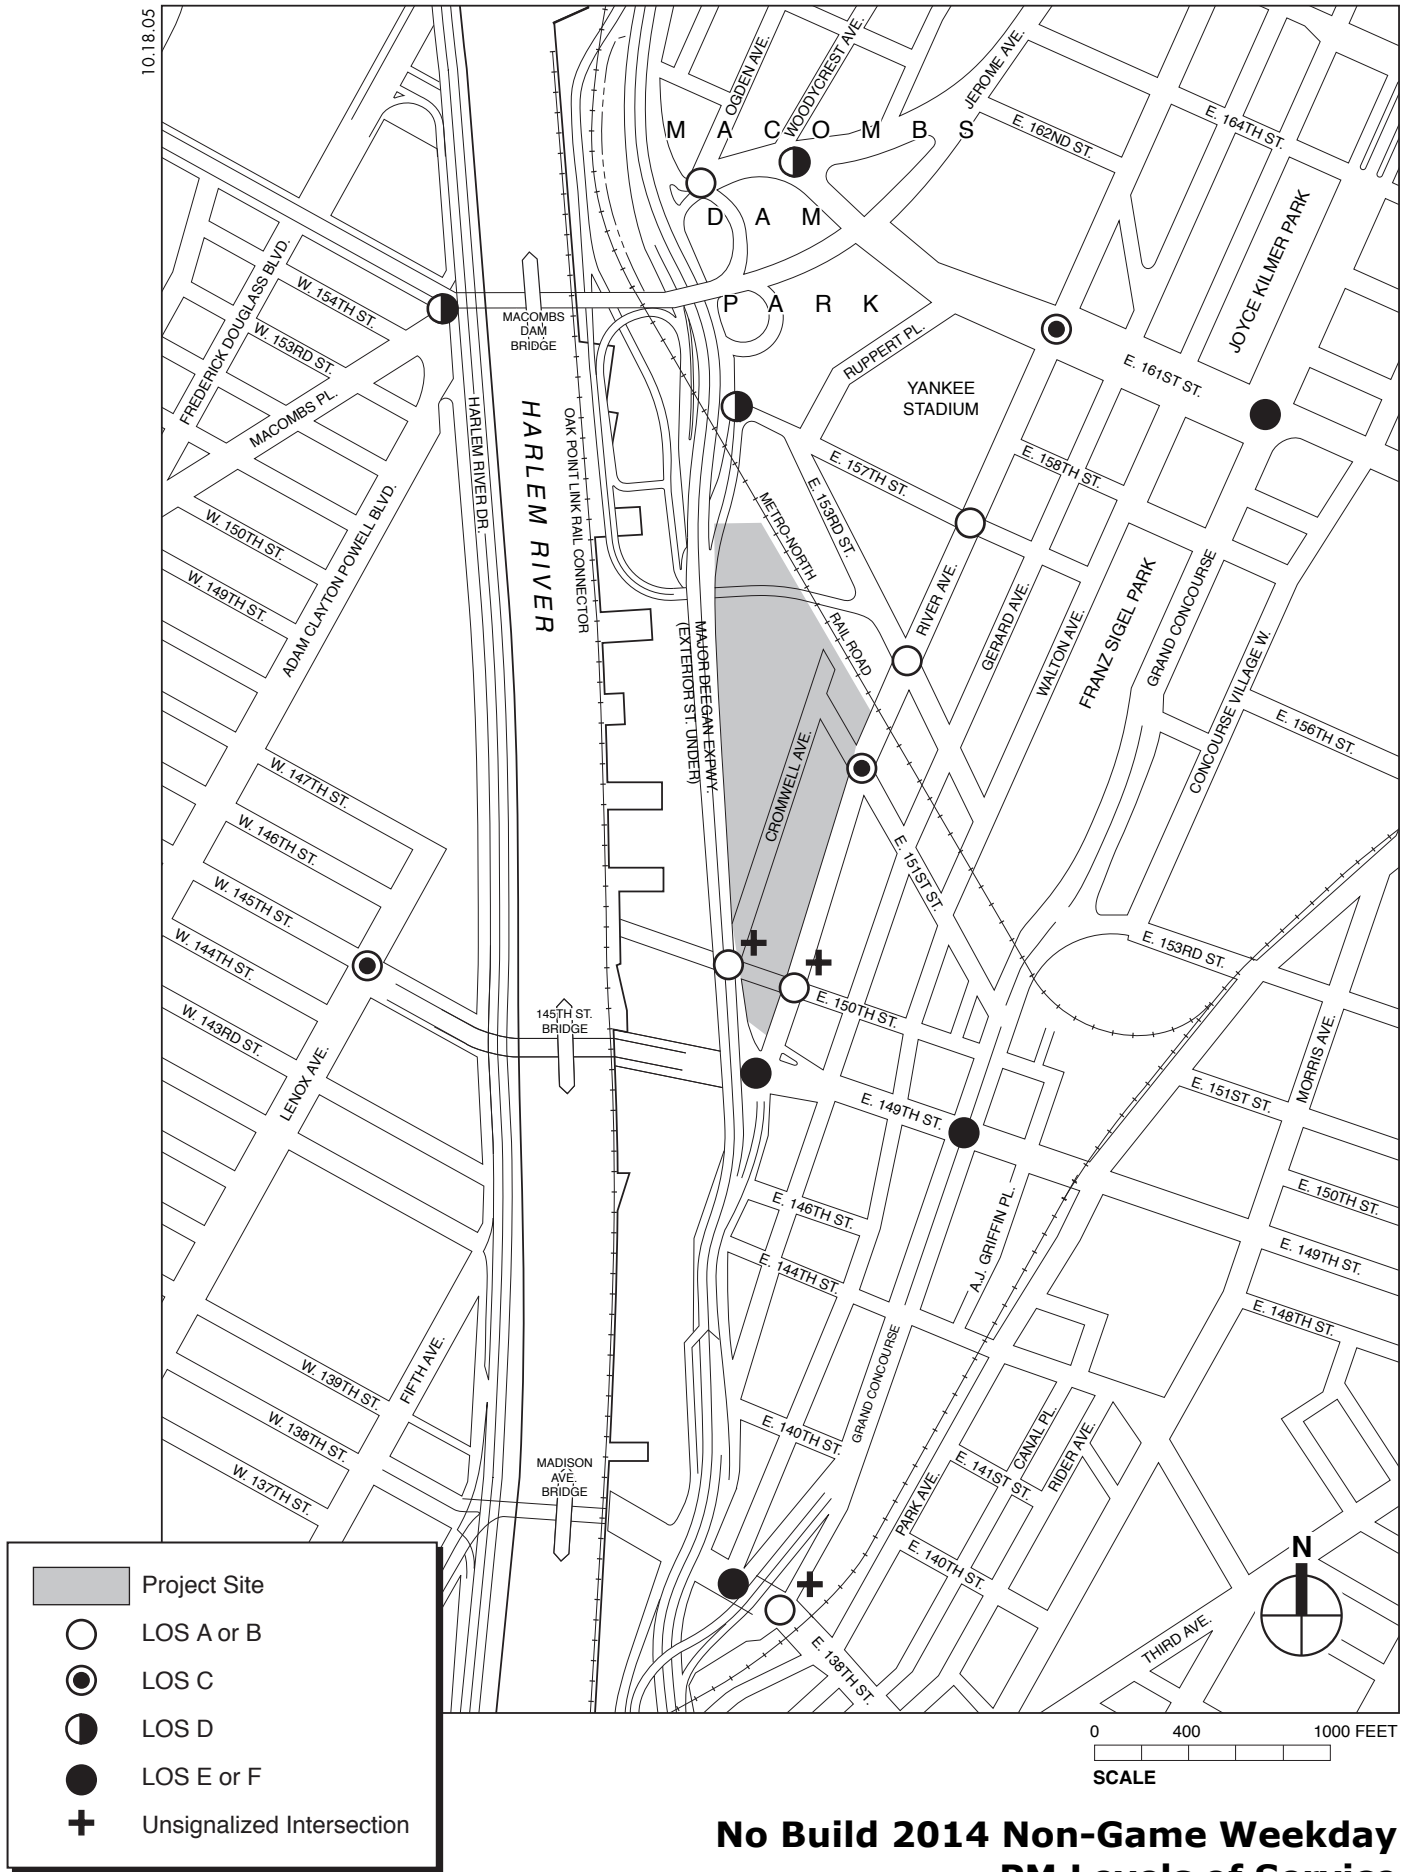 10.18.05
OGDEN AVE.
WOODYCREST AVE.
JEROME AVE.
E. 162ND ST.
E. 164TH ST.
MACOMBS
DAM
PARK
JOYCE KILMER PARK
FREDERICK DOUGLASS BLVD.
W. 154TH ST.
W. 153RD ST.
MACOMBS PL.
MACOMBS
DAM
BRIDGE
RUPPERT PL.
YANKEE
STADIUM
E. 161ST ST.
HARLEM RIVER DR.
HARLEM RIVER
OAK POINT LINK RAIL CONNECTOR
E. 157TH ST.
E. 158TH ST.
E. 153RD ST.
METRO-NORTH
RAIL ROAD
W. 150TH ST.
W. 149TH ST.
ADAM CLAYTON POWELL BLVD.
MAJOR DEEGAN EXPWY.
(EXTERIOR ST. UNDER)
RIVER AVE.
GERARD AVE.
WALTON AVE.
FRANZ SIGEL PARK
GRAND CONCOURSE
CONCOURSE VILLAGE W.
E. 156TH ST.
CROMWELL AVE.
W. 147TH ST.
W. 146TH ST.
W. 145TH ST.
W. 144TH ST.
W. 143RD ST.
LENOX AVE.
E. 151ST ST.
E. 153RD ST.
145TH ST.
BRIDGE
E. 150TH ST.
E. 149TH ST.
MORRIS AVE.
E. 151ST ST.
E. 150TH ST.
E. 149TH ST.
E. 148TH ST.
E. 146TH ST.
E. 144TH ST.
A.J. GRIFFIN PL.
GRAND CONCOURSE
FIFTH AVE.
W. 139TH ST.
W. 138TH ST.
W. 137TH ST.
MADISON
AVE.
BRIDGE
E. 140TH ST.
CANAL PL.
RIDER AVE.
E. 141ST ST.
PARK AVE.
E. 140TH ST.
E. 138TH ST.
THIRD AVE.
N
Project Site
LOS A or B
LOS C
LOS D
LOS E or F
Unsignalized Intersection
0 400 1000 FEET
SCALE
No Build 2014 Non-Game Weekday
PM Levels of Service